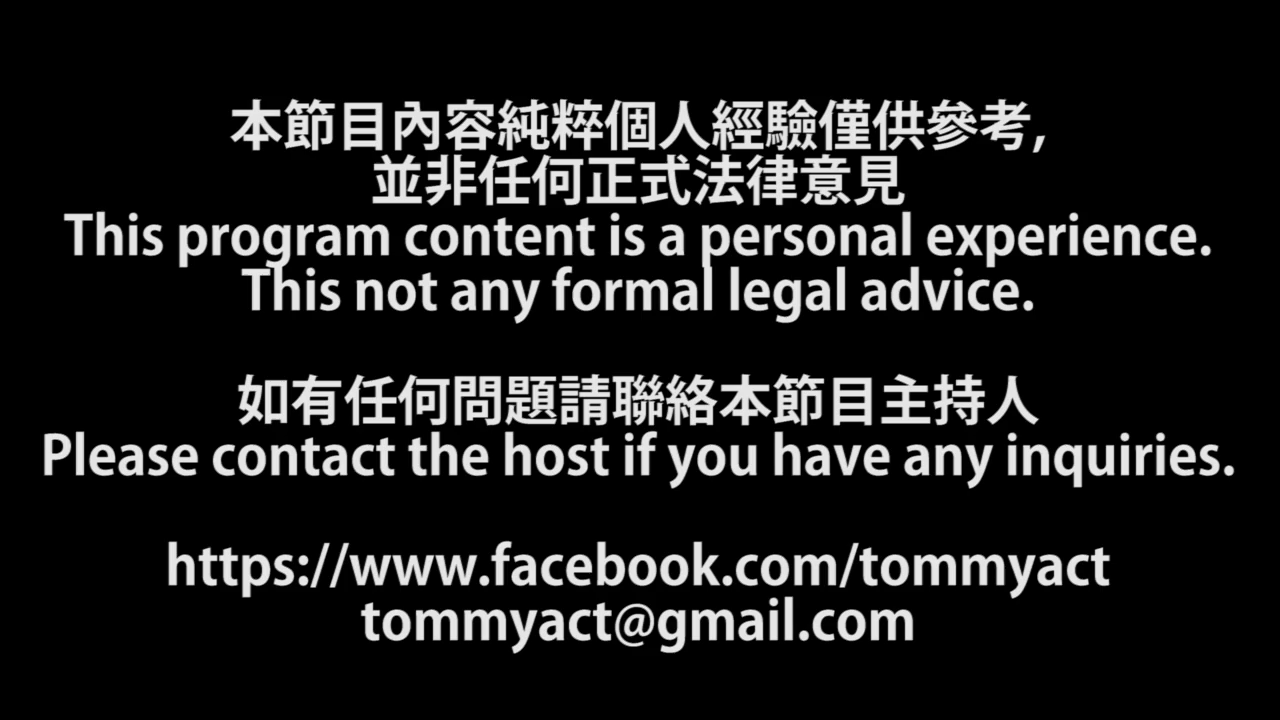 本節目內容純粹個人經驗僅供參考,
並非任何正式法律意見
This program content is a personal experience.
This not any formal legal advice.
如有任何問題請聯絡本節目主持人
Please contact the host if you have any inquiries.
https://www.facebook.com/tommyact
tommyact@gmail.com